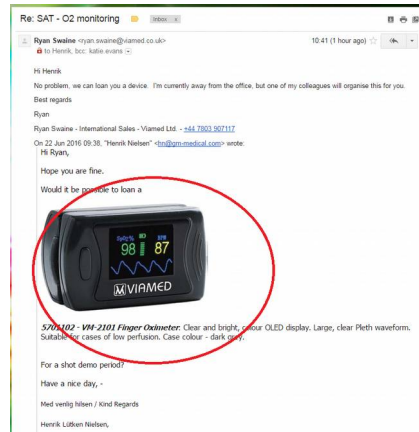 Re: SAT - O2 monitoring
Inbox x
Ryan Swaine <ryan.swaine@viamed.co.uk>
10:41 (1 hour ago)
to Henrik, bcc: katie.evans
Hi Henrik
No problem, we can loan you a device. I'm currently away from the office, but one of my colleagues will organise this for you.
Best regards
Ryan
Ryan Swaine - International Sales - Viamed Ltd. - +44 7803 907117
On 22 Jun 2016 09:38, "Henrik Nielsen" <hn@gm-medical.com> wrote:
Hi Ryan,
Hope you are fine.
Would it be possible to loan a
SpO2% BPM
98 87
VIAMED
5701102 - VM-2101 Finger Oximeter. Clear and bright, colour OLED display. Large, clear Pleth waveform.
Suitable for cases of low perfusion. Case colour - dark grey.
For a shot demo period?
Have a nice day, -
Med venlig hilsen / Kind Regards
Henrik Lütken Nielsen,